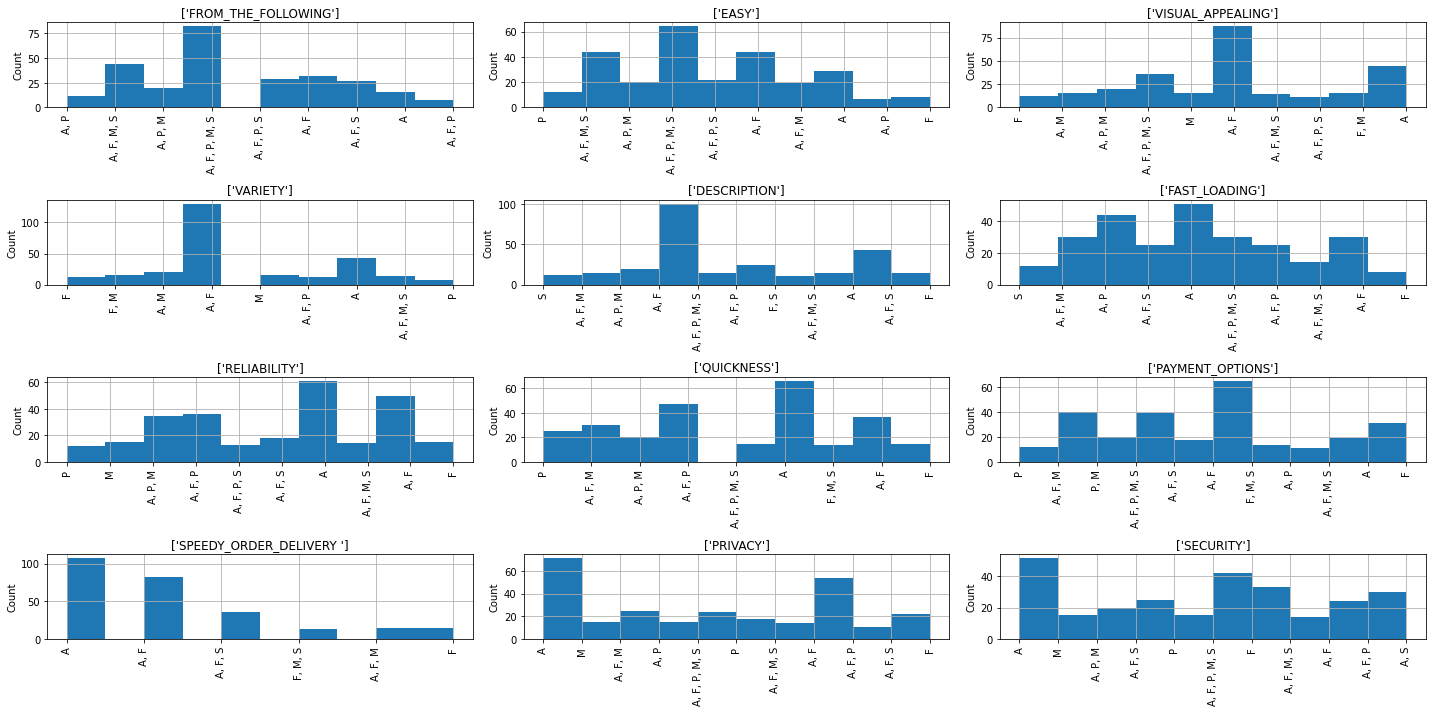 ['FROM_THE_FOLLOWING']
Count
75
50
25
0
A, P
A, F, M, S
A, P, M
A, F, P, M, S
A, F, P, S
A, F
A, F, S
A
A, F, P
['EASY']
Count
60
40
20
0
P
A, F, M, S
A, P, M
A, F, P, M, S
A, F, P, S
A, F
A, F, M
A
A, P
F
['VISUAL_APPEALING']
Count
75
50
25
0
F
A, M
A, P, M
A, F, P, M, S
M
A, F
A, F, M, S
A, F, P, S
F, M
A
['VARIETY']
Count
100
50
0
F
F, M
A, M
A, F
M
A, F, P
A
A, F, M, S
P
['DESCRIPTION']
Count
100
50
0
S
A, F, M
A, P, M
A, F
A, F, P, M, S
A, F, P
F, S
A, F, M, S
A
A, F, S
F
['FAST_LOADING']
Count
40
20
0
S
A, F, M
A, P
A, F, S
A
A, F, P, M, S
A, F, P
A, F, M, S
A, F
F
['RELIABILITY']
Count
60
40
20
0
P
M
A, P, M
A, F, P
A, F, P, S
A, F, S
A
A, F, M, S
A, F
F
['QUICKNESS']
Count
60
40
20
0
P
A, F, M
A, P, M
A, F, P
A, F, P, M, S
A
F, M, S
A, F
F
['PAYMENT_OPTIONS']
Count
60
40
20
0
P
A, F, M
P, M
A, F, P, M, S
A, F, S
A, F
F, M, S
A, P
A, F, M, S
A
F
['SPEEDY_ORDER_DELIVERY ']
Count
100
50
0
A
A, F
A, F, S
F, M, S
A, F, M
F
['PRIVACY']
Count
60
40
20
0
A
M
A, F, M
A, P
A, F, P, M, S
P
A, F, M, S
A, F
A, F, P
A, F, S
F
['SECURITY']
Count
40
20
0
A
M
A, P, M
A, F, S
P
A, F, P, M, S
F
A, F, M, S
A, F
A, F, P
A, S